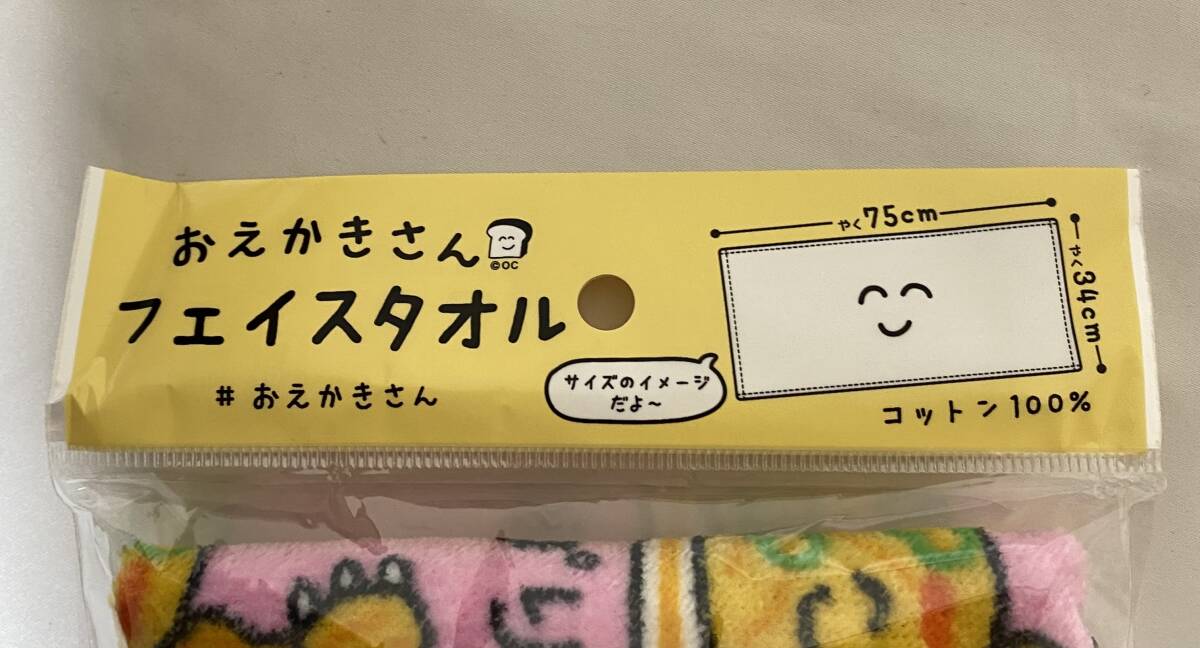 おえかきさん
©OC
フェイスタオル
#おえかきさん
やく75cm
やく34cm
サイズのイメージ
だよ〜
コットン100%